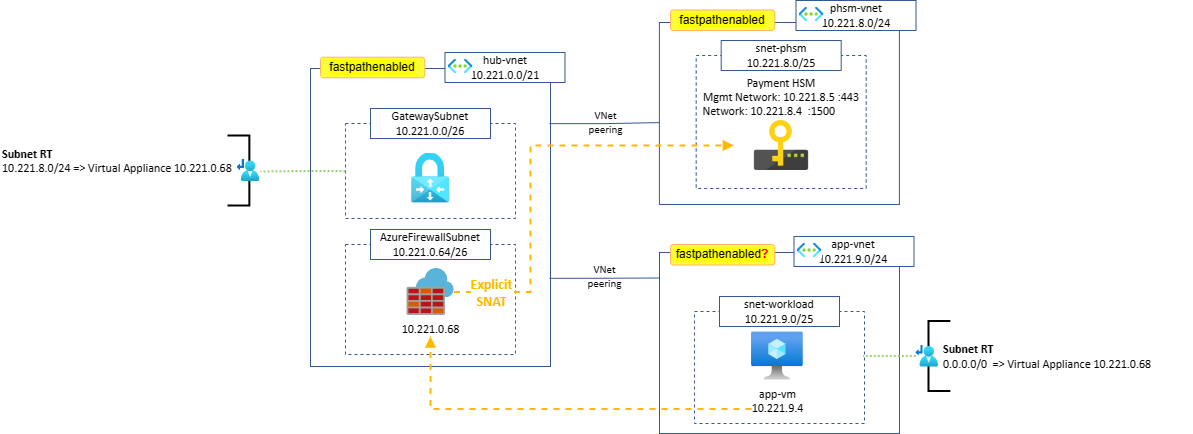 fastpathenabled
phsm-vnet
10.221.8.0/24
snet-phsm
10.221.8.0/25
Payment HSM
Mgmt Network: 10.221.8.5 :443
Network: 10.221.8.4 :1500
fastpathenabled
hub-vnet
10.221.0.0/21
GatewaySubnet
10.221.0.0/26
VNet
peering
Subnet RT
10.221.8.0/24 => Virtual Appliance 10.221.0.68
AzureFirewallSubnet
10.221.0.64/26
Explicit
SNAT
10.221.0.68
VNet
peering
fastpathenabled?
app-vnet
10.221.9.0/24
snet-workload
10.221.9.0/25
app-vm
10.221.9.4
Subnet RT
0.0.0.0/0 => Virtual Appliance 10.221.0.68